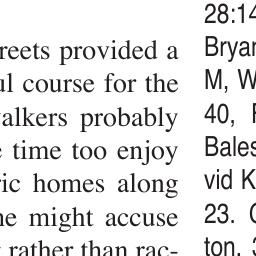 reets provided a
ul course for the
alkers probably
time too enjoy
ric homes along
ne might accuse
rather than rac-
28:14
Bryan
M, W
40,
Bales
vid K
23.
ton, 3